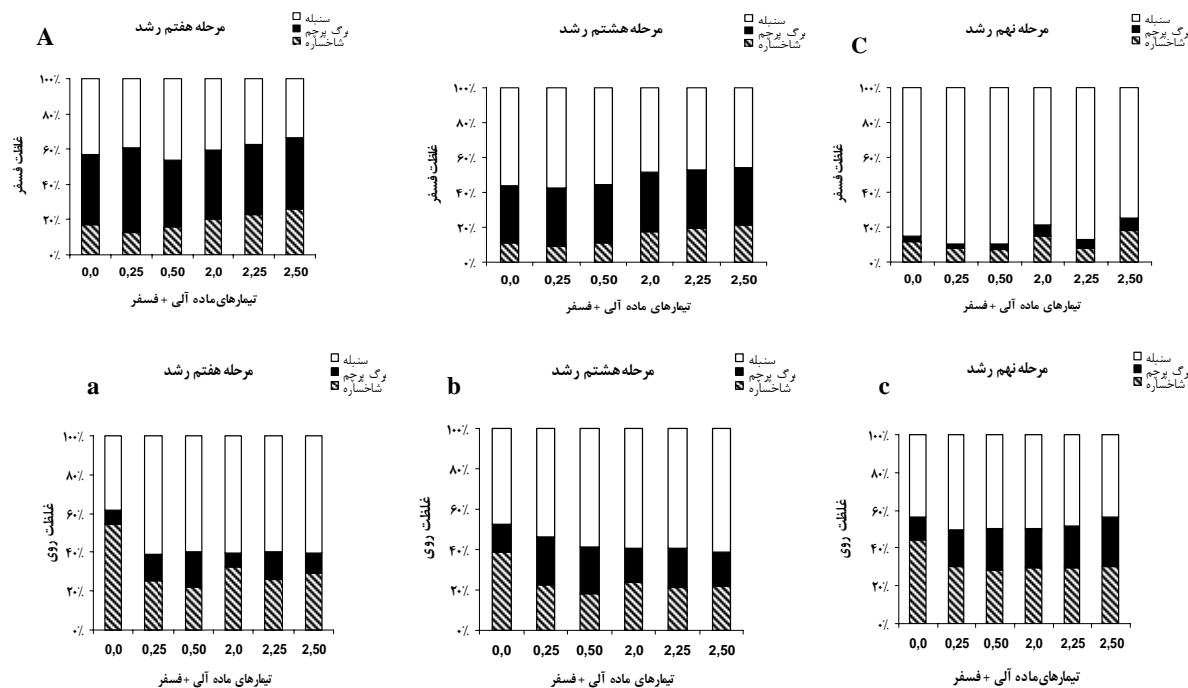 A
مرحله هفتم رشد
سنبله
برگ پرچم
شاخساره
۱۰۰٪
۸۰٪
۶۰٪
۴۰٪
۲۰٪
۰٪
غلظت فسفر
0,0 0,25 0,50 2,0 2,25 2,50
تیمارهای ماده آلی + فسفر
مرحله هشتم رشد
سنبله
برگ پرچم
شاخساره
۱۰۰٪
۸۰٪
۶۰٪
۴۰٪
۲۰٪
۰٪
غلظت فسفر
0,0 0,25 0,50 2,0 2,25 2,50
تیمارهای ماده آلی + فسفر
C
مرحله نهم رشد
سنبله
برگ پرچم
شاخساره
۱۰۰٪
۸۰٪
۶۰٪
۴۰٪
۲۰٪
۰٪
غلظت فسفر
0,0 0,25 0,50 2,0 2,25 2,50
تیمارهای ماده آلی + فسفر
a
مرحله هفتم رشد
سنبله
برگ پرچم
شاخساره
۱۰۰٪
۸۰٪
۶۰٪
۴۰٪
۲۰٪
۰٪
غلظت روی
0,0 0,25 0,50 2,0 2,25 2,50
تیمارهای ماده آلی + فسفر
b
مرحله هشتم رشد
سنبله
برگ پرچم
شاخساره
۱۰۰٪
۸۰٪
۶۰٪
۴۰٪
۲۰٪
۰٪
غلظت روی
0,0 0,25 0,50 2,0 2,25 2,50
تیمارهای ماده آلی + فسفر
c
مرحله نهم رشد
سنبله
برگ پرچم
شاخساره
۱۰۰٪
۸۰٪
۶۰٪
۴۰٪
۲۰٪
۰٪
غلظت روی
0,0 0,25 0,50 2,0 2,25 2,50
تیمارهای ماده آلی + فسفر